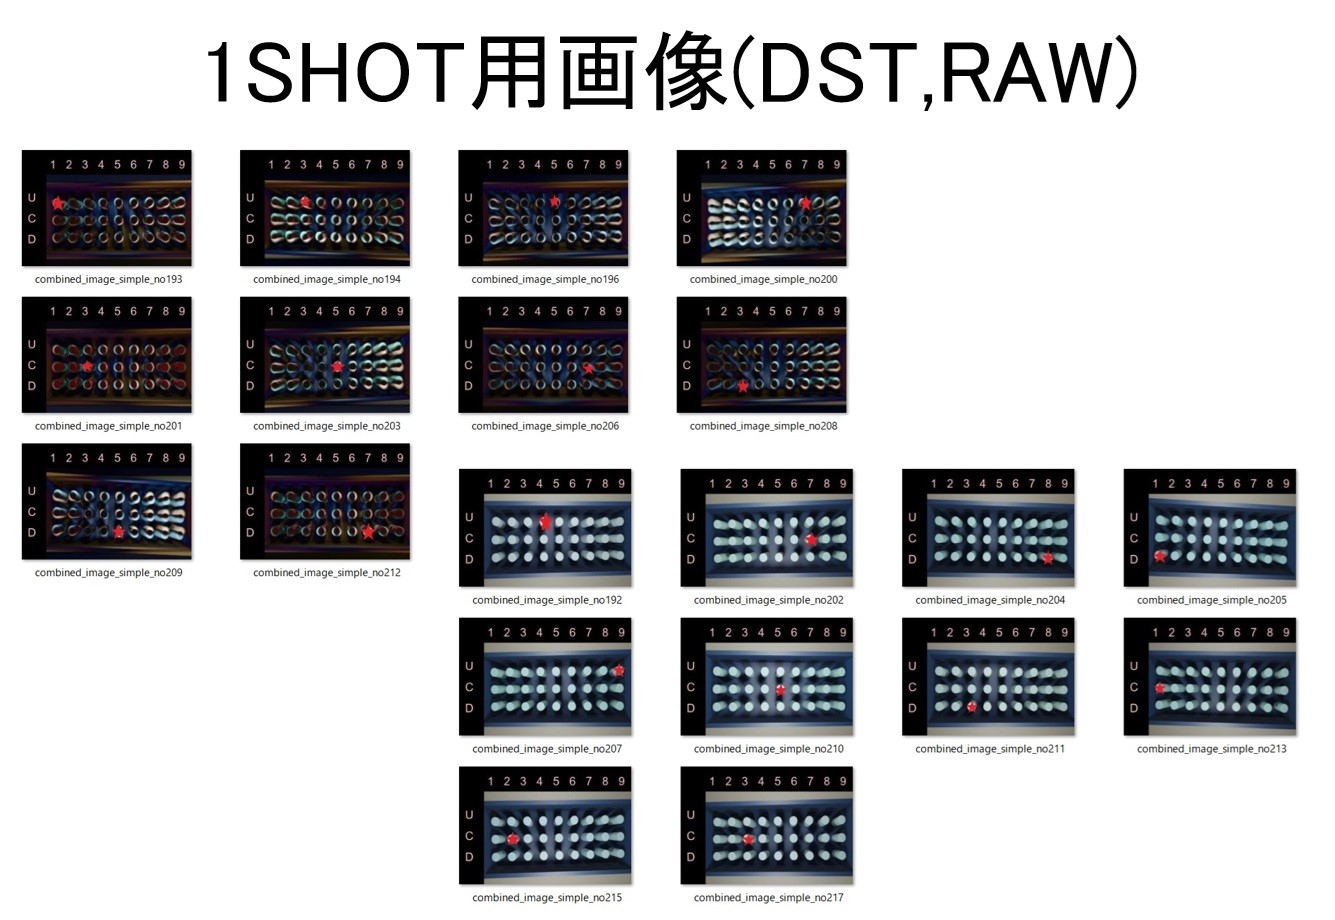 1SHOT用画像(DST,RAW)
1 2 3 4 5 6 7 8 9
U
C
D
combined_image_simple_no193
1 2 3 4 5 6 7 8 9
U
C
D
combined_image_simple_no194
1 2 3 4 5 6 7 8 9
U
C
D
combined_image_simple_no196
1 2 3 4 5 6 7 8 9
U
C
D
combined_image_simple_no200
1 2 3 4 5 6 7 8 9
U
C
D
combined_image_simple_no201
1 2 3 4 5 6 7 8 9
U
C
D
combined_image_simple_no203
1 2 3 4 5 6 7 8 9
U
C
D
combined_image_simple_no206
1 2 3 4 5 6 7 8 9
U
C
D
combined_image_simple_no208
1 2 3 4 5 6 7 8 9
U
C
D
combined_image_simple_no209
1 2 3 4 5 6 7 8 9
U
C
D
combined_image_simple_no212
1 2 3 4 5 6 7 8 9
U
C
D
combined_image_simple_no192
1 2 3 4 5 6 7 8 9
U
C
D
combined_image_simple_no202
1 2 3 4 5 6 7 8 9
U
C
D
combined_image_simple_no204
1 2 3 4 5 6 7 8 9
U
C
D
combined_image_simple_no205
1 2 3 4 5 6 7 8 9
U
C
D
combined_image_simple_no207
1 2 3 4 5 6 7 8 9
U
C
D
combined_image_simple_no210
1 2 3 4 5 6 7 8 9
U
C
D
combined_image_simple_no211
1 2 3 4 5 6 7 8 9
U
C
D
combined_image_simple_no213
1 2 3 4 5 6 7 8 9
U
C
D
combined_image_simple_no215
1 2 3 4 5 6 7 8 9
U
C
D
combined_image_simple_no217